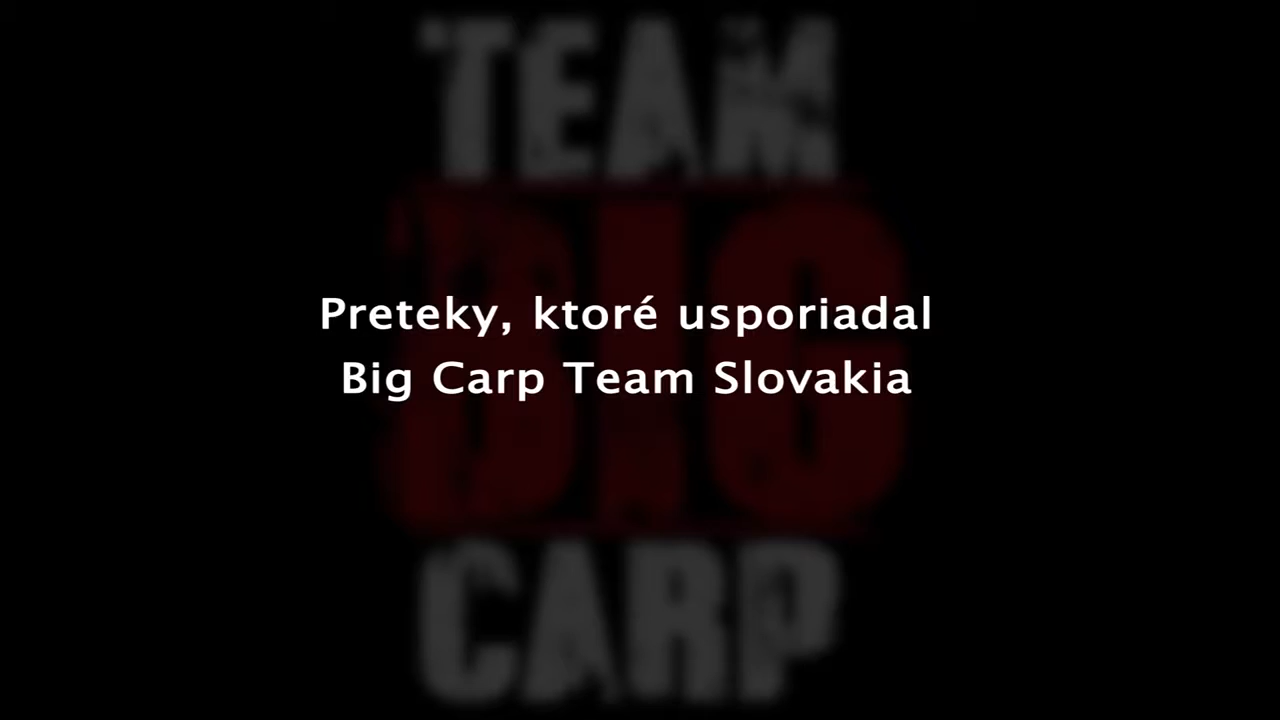 TEAM
BIG
Preteky, ktoré usporiadal
Big Carp Team Slovakia
CARP